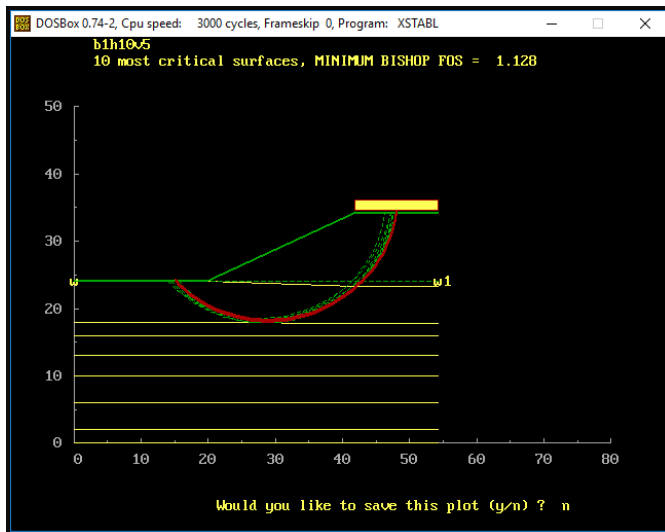 DOSBox 0.74-2, Cpu speed: 3000 cycles, Frameskip 0, Program: XSTABL
b1h10v5
10 most critical surfaces, MINIMUM BISHOP FOS = 1.128
50
40
30
w w1
20
10
0
0 10 20 30 40 50 60 70 80
Would you like to save this plot (y/n) ? n